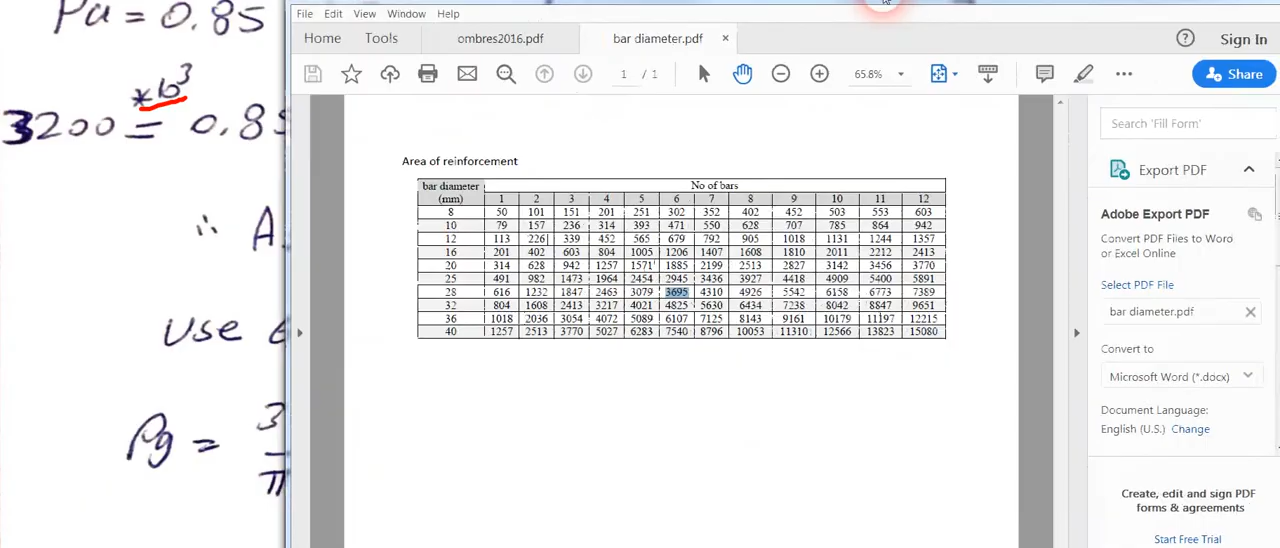 Pu = 0.85
*10³
3200 = 0.85
∴ A
Use 6
ρg = 3
π
File Edit View Window Help
Home Tools ombres2016.pdf bar diameter.pdf × Sign In
1 / 1 65.8% Share
Area of reinforcement
bar diameter (mm) No of bars
1 2 3 4 5 6 7 8 9 10 11 12
8 50 101 151 201 251 302 352 402 452 503 553 603
10 79 157 236 314 393 471 550 628 707 785 864 942
12 113 226 339 452 565 679 792 905 1018 1131 1244 1357
16 201 402 603 804 1005 1206 1407 1608 1810 2011 2212 2413
20 314 628 942 1257 1571 1885 2199 2513 2827 3142 3456 3770
25 491 982 1473 1964 2454 2945 3436 3927 4418 4909 5400 5891
28 616 1232 1847 2463 3079 3695 4310 4926 5542 6158 6773 7389
32 804 1608 2413 3217 4021 4825 5630 6434 7238 8042 8847 9651
36 1018 2036 3054 4072 5089 6107 7125 8143 9161 10179 11197 12215
40 1257 2513 3770 5027 6283 7540 8796 10053 11310 12566 13823 15080
Search 'Fill Form'
Export PDF
Adobe Export PDF
Convert PDF Files to Word
or Excel Online
Select PDF File
bar diameter.pdf ×
Convert to
Microsoft Word (*.docx)
Document Language:
English (U.S.) Change
Create, edit and sign PDF
forms & agreements
Start Free Trial